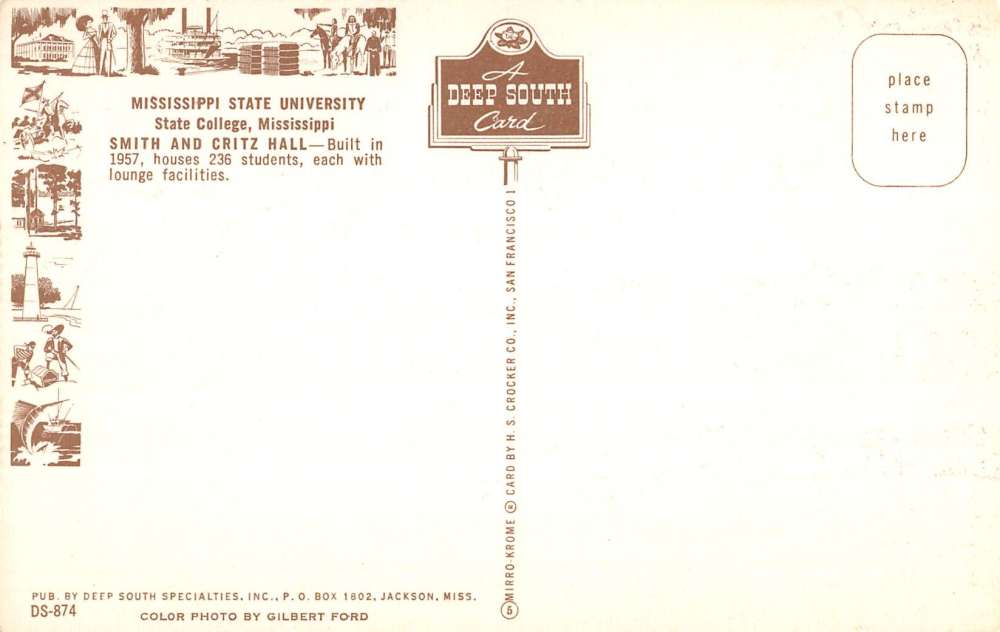 MISSISSIPPI STATE UNIVERSITY
State College, Mississippi
SMITH AND CRITZ HALL—Built in
1957, houses 236 students, each with
lounge facilities.
A
DEEP SOUTH
Card
place
stamp
here
MIRRO-KROME ® CARD BY H. S. CROCKER CO., INC., SAN FRANCISCO 1
5
PUB. BY DEEP SOUTH SPECIALTIES, INC., P. O. BOX 1802, JACKSON, MISS.
DS-874
COLOR PHOTO BY GILBERT FORD